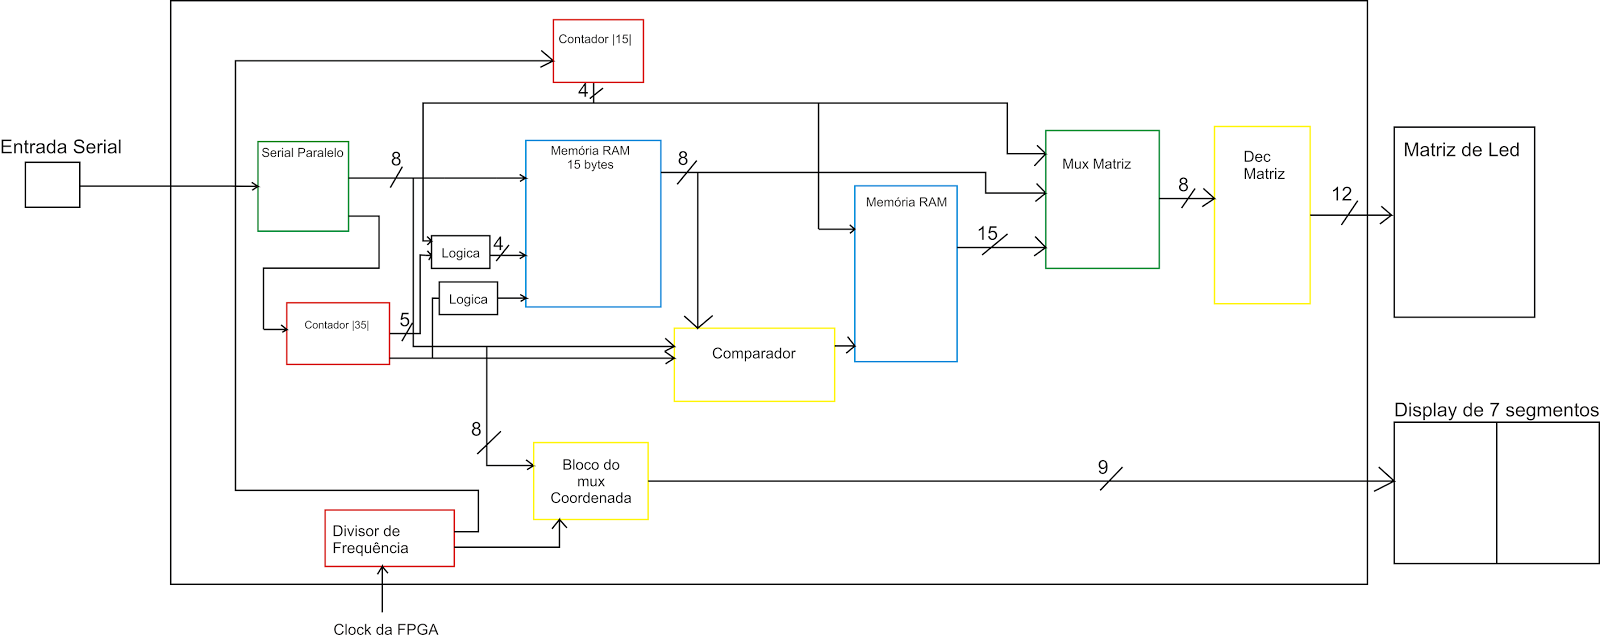 Contador |15|
4
Entrada Serial
Serial Paralelo
8
Memória RAM
15 bytes
8
Mux Matriz
Dec
Matriz
Matriz de Led
8
12
Memória RAM
15
Logica
4
Logica
Contador |35|
5
Comparador
Display de 7 segmentos
8
Bloco do
mux
Coordenada
9
Divisor de
Frequência
Clock da FPGA